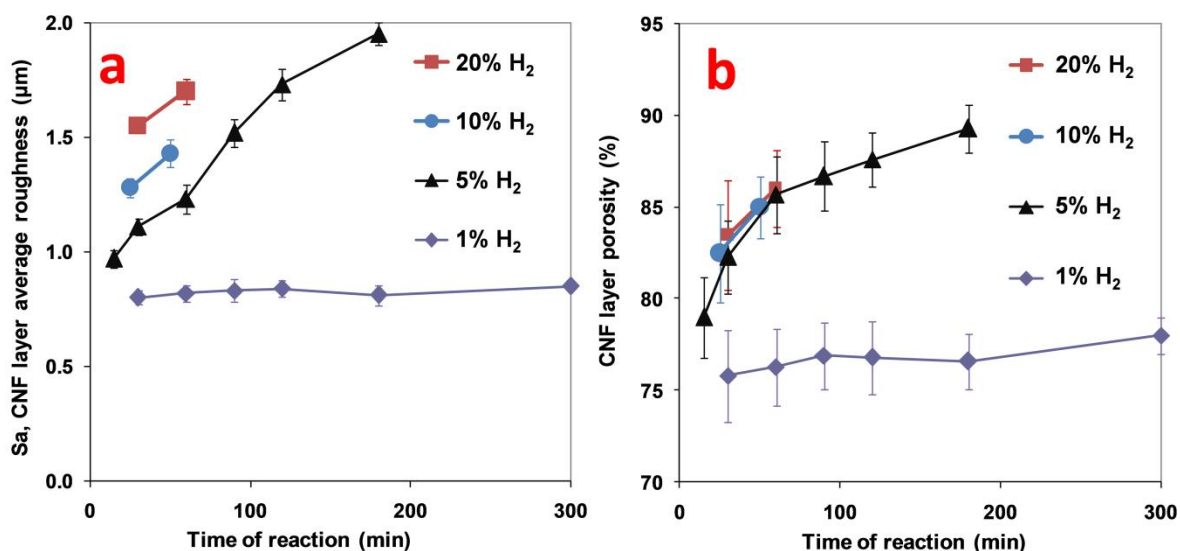 a
Sa, CNF layer average roughness (μm)
2.0
1.5
1.0
0.5
0.0
0
100
200
300
Time of reaction (min)
20% H₂
10% H₂
5% H₂
1% H₂
b
CNF layer porosity (%)
95
90
85
80
75
70
0
100
200
300
Time of reaction (min)
20% H₂
10% H₂
5% H₂
1% H₂